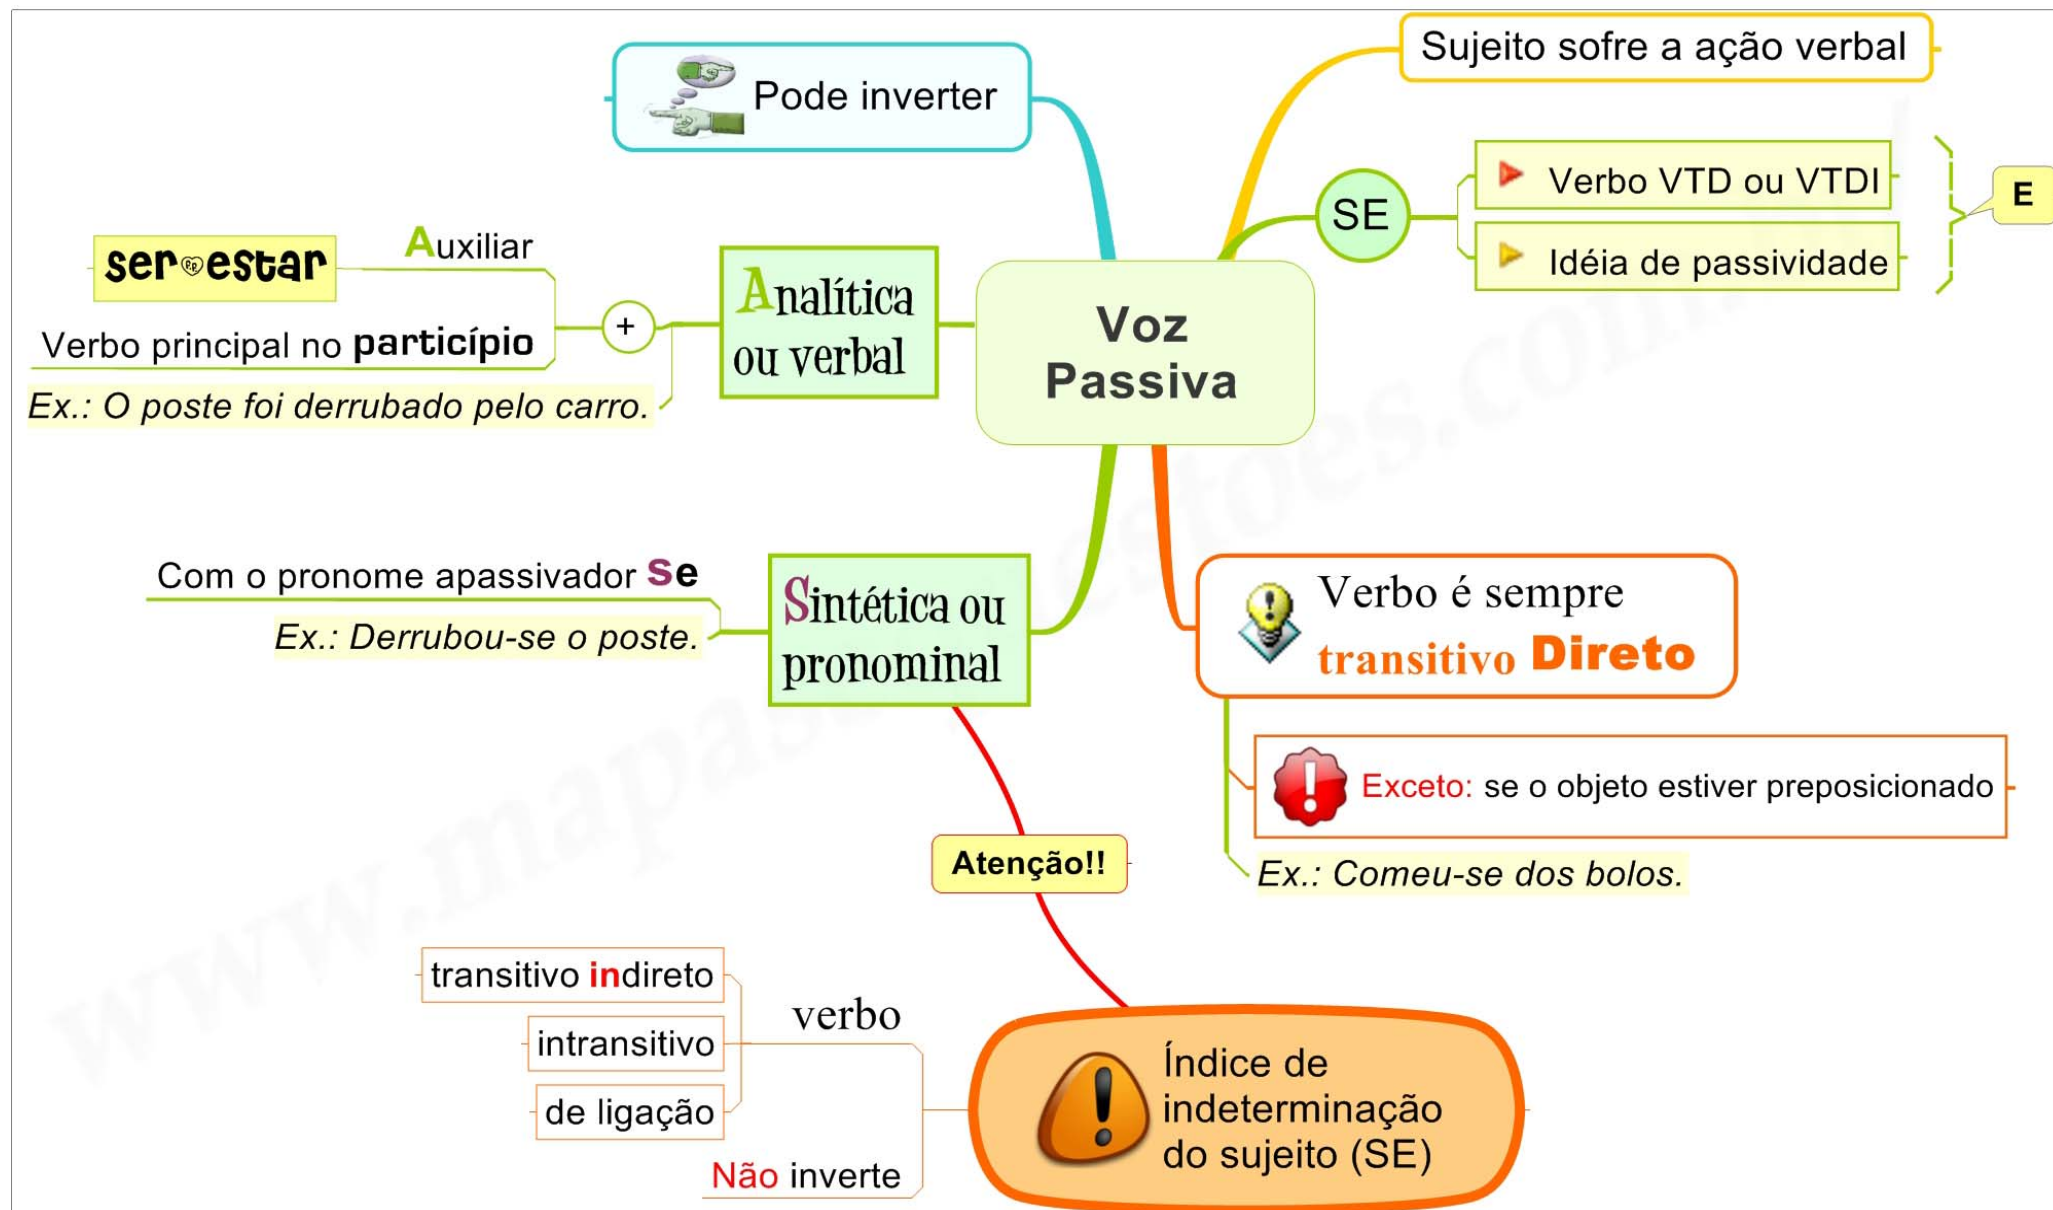 Voz
Passiva
Sujeito sofre a ação verbal
SE
Verbo VTD ou VTDI
Idéia de passividade
E
Verbo é sempre
transitivo Direto
Exceto: se o objeto estiver preposicionado
Ex.: Comeu-se dos bolos.
Pode inverter
Analítica
ou verbal
+
Auxiliar
ser estar
Verbo principal no particípio
Ex.: O poste foi derrubado pelo carro.
Sintética ou
pronominal
Com o pronome apassivador se
Ex.: Derrubou-se o poste.
Atenção!!
Índice de
indeterminação
do sujeito (SE)
verbo
transitivo indireto
intransitivo
de ligação
Não inverte